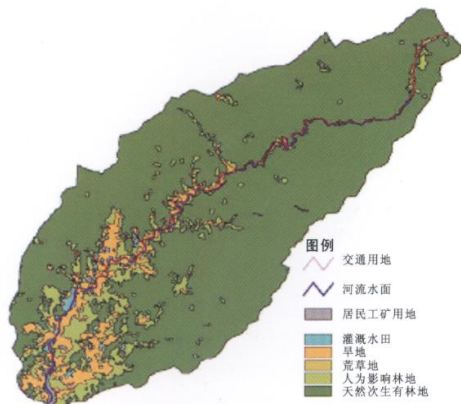 图例
交通用地
河流水面
居民工矿用地
灌溉水田
旱地
荒草地
人为影响林地
天然次生有林地